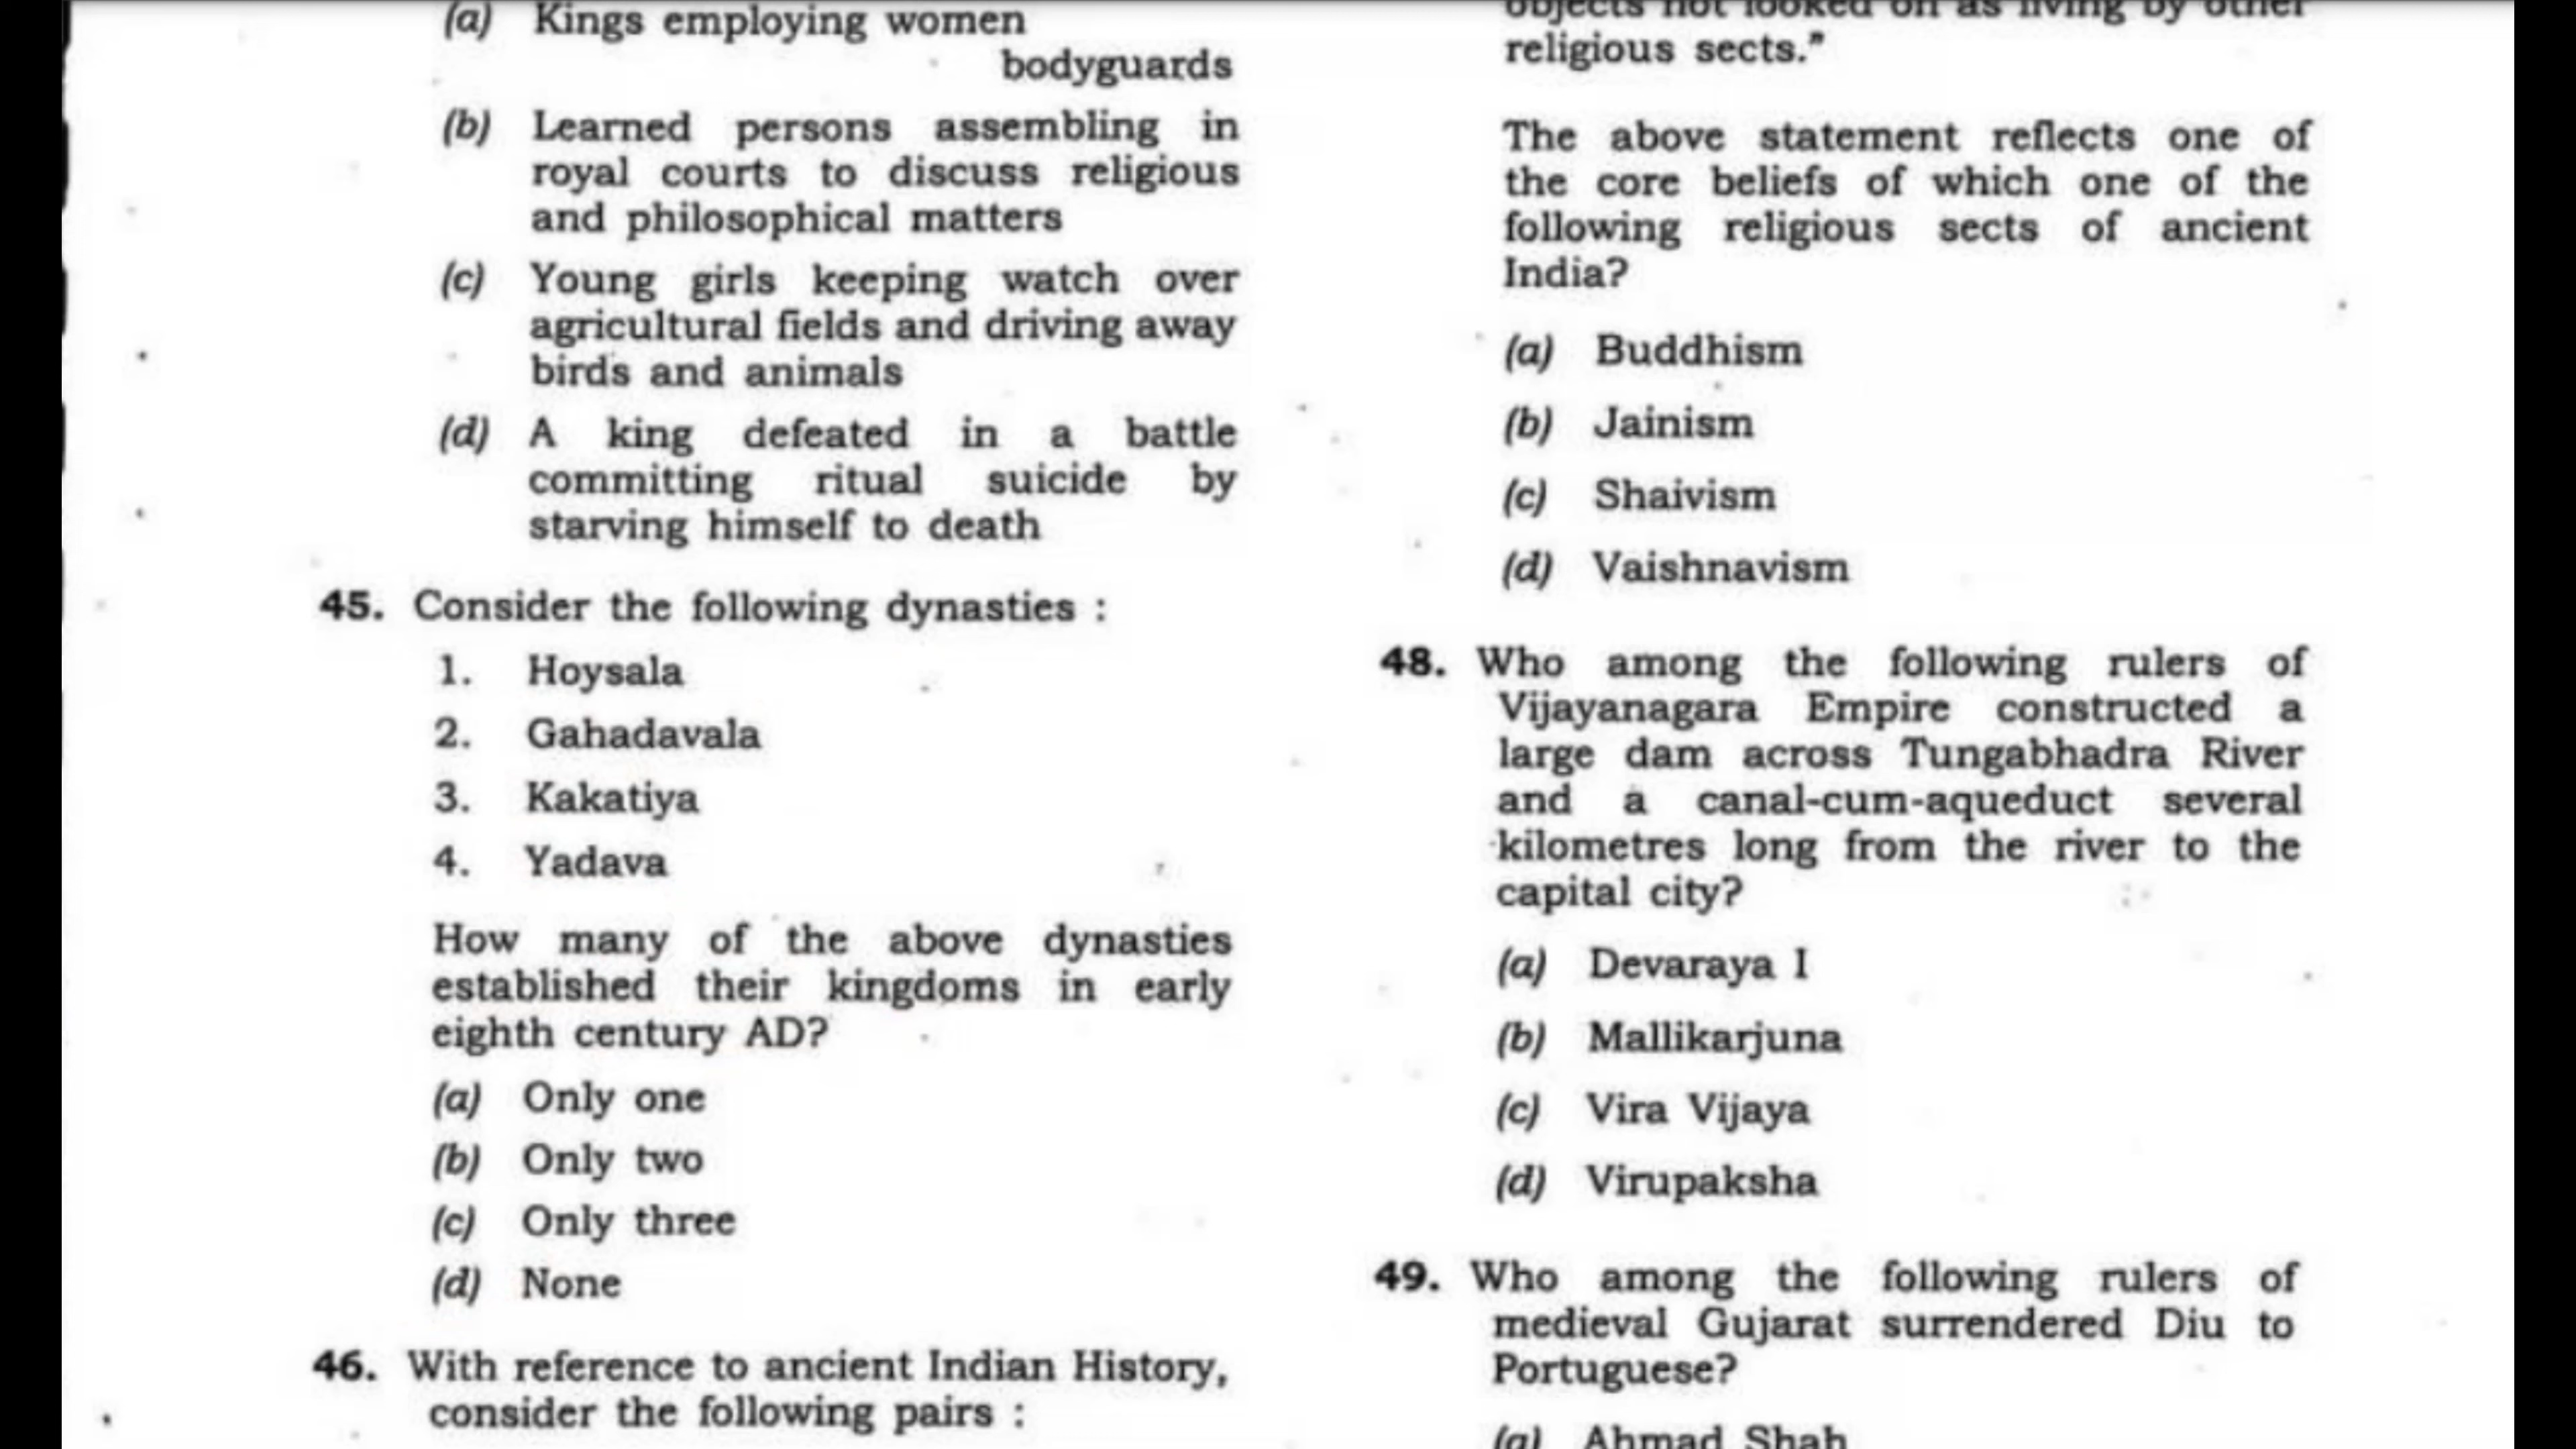 (a) Kings employing women
bodyguards
(b) Learned persons assembling in
royal courts to discuss religious
and philosophical matters
(c) Young girls keeping watch over
agricultural fields and driving away
birds and animals
(d) A king defeated in a battle
committing ritual suicide by
starving himself to death
45. Consider the following dynasties :
1. Hoysala
2. Gahadavala
3. Kakatiya
4. Yadava
How many of the above dynasties
established their kingdoms in early
eighth century AD?
(a) Only one
(b) Only two
(c) Only three
(d) None
46. With reference to ancient Indian History,
consider the following pairs :
objects not looked on as living by other
religious sects."
The above statement reflects one of
the core beliefs of which one of the
following religious sects of ancient
India?
(a) Buddhism
(b) Jainism
(c) Shaivism
(d) Vaishnavism
48. Who among the following rulers of
Vijayanagara Empire constructed a
large dam across Tungabhadra River
and a canal-cum-aqueduct several
kilometres long from the river to the
capital city?
(a) Devaraya I
(b) Mallikarjuna
(c) Vira Vijaya
(d) Virupaksha
49. Who among the following rulers of
medieval Gujarat surrendered Diu to
Portuguese?
(a) Ahmad Shah